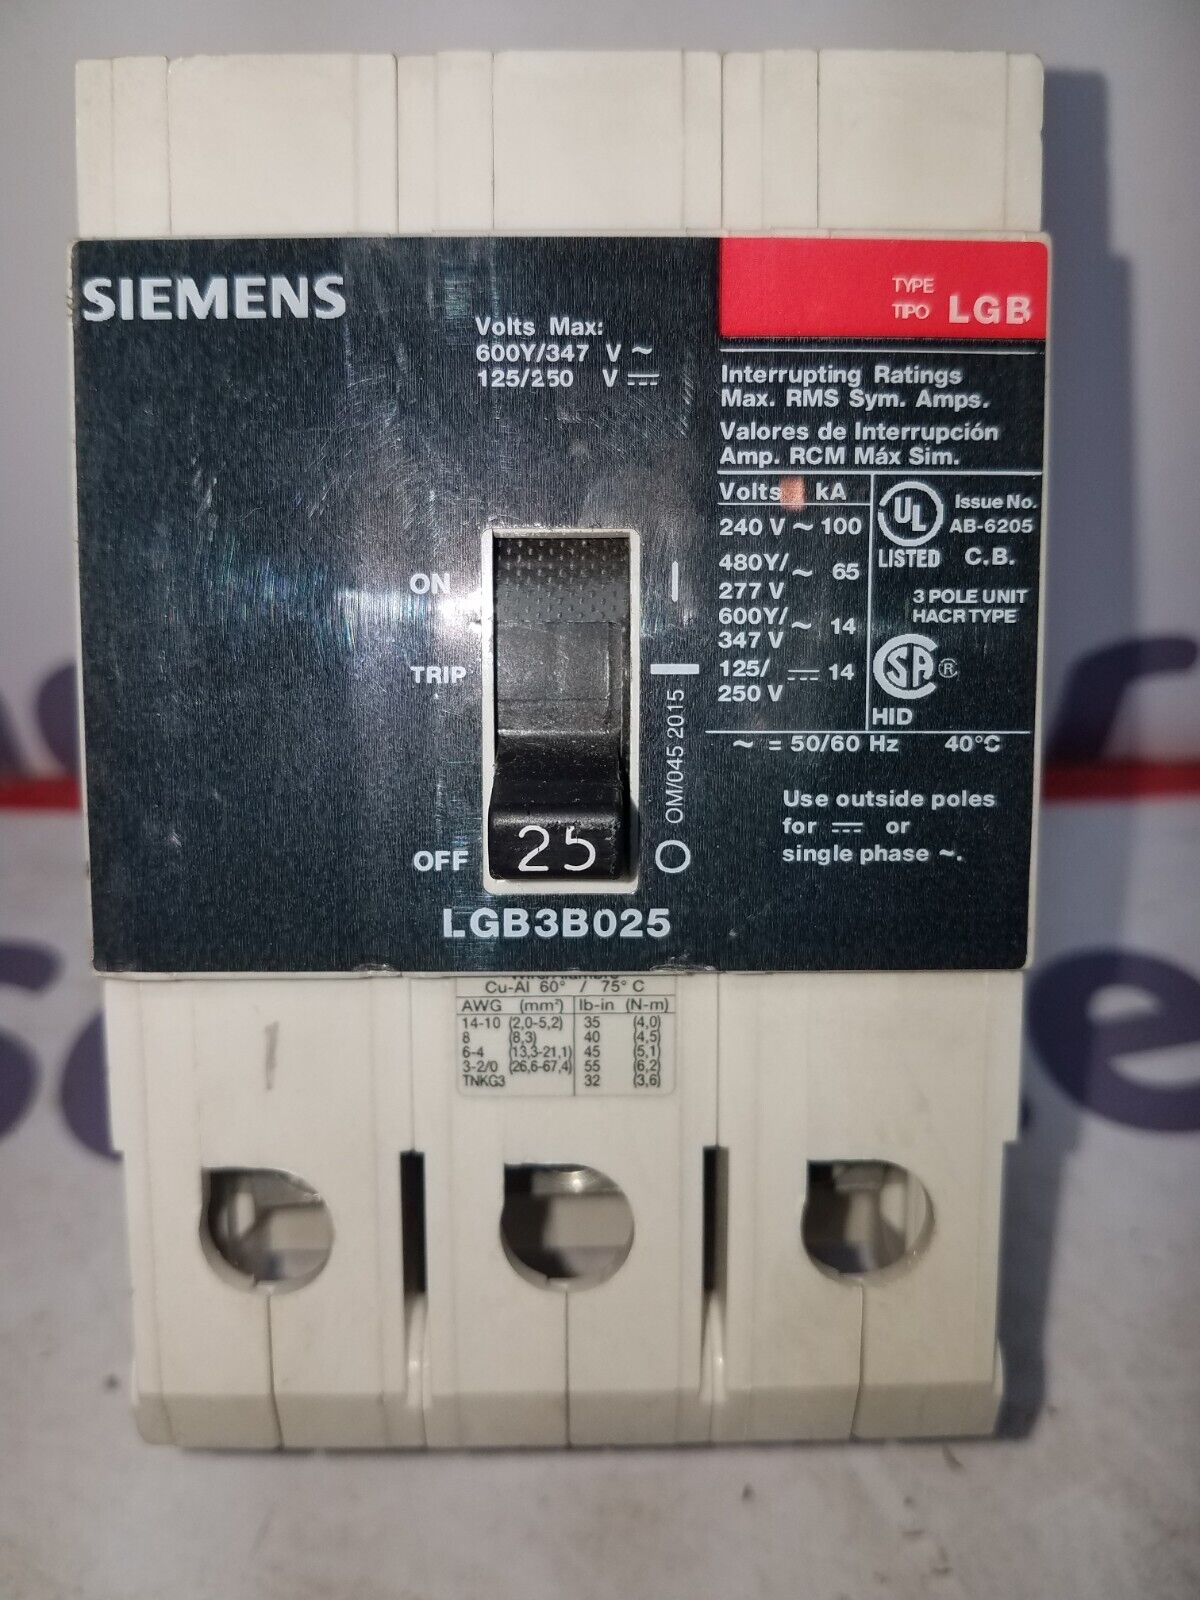 SIEMENS
Volts Max:
600Y/347 V ~
125/250 V ⎓
TYPE
TIPO LGB
Interrupting Ratings
Max. RMS Sym. Amps.
Valores de Interrupción
Amp. RCM Máx Sim.
Volts kA
240 V ~ 100
480Y/
277 V ~ 65
600Y/
347 V ~ 14
125/
250 V ⎓ 14
UL
LISTED
Issue No.
AB-6205
C.B.
3 POLE UNIT
HACR TYPE
SA ®
HID
~ = 50/60 Hz 40°C
Use outside poles
for ⎓ or
single phase ~.
ON |
TRIP
OFF O
25
OM/045 2015
LGB3B025
Cu-Al 60° / 75° C
AWG (mm²) lb-in (N-m)
14-10 (2,0-5,2) 35 (4,0)
8 (8,3) 40 (4,5)
6-4 (13,3-21,1) 45 (5,1)
3-2/0 (26,6-67,4) 55 (6,2)
TNKG3 32 (3,6)